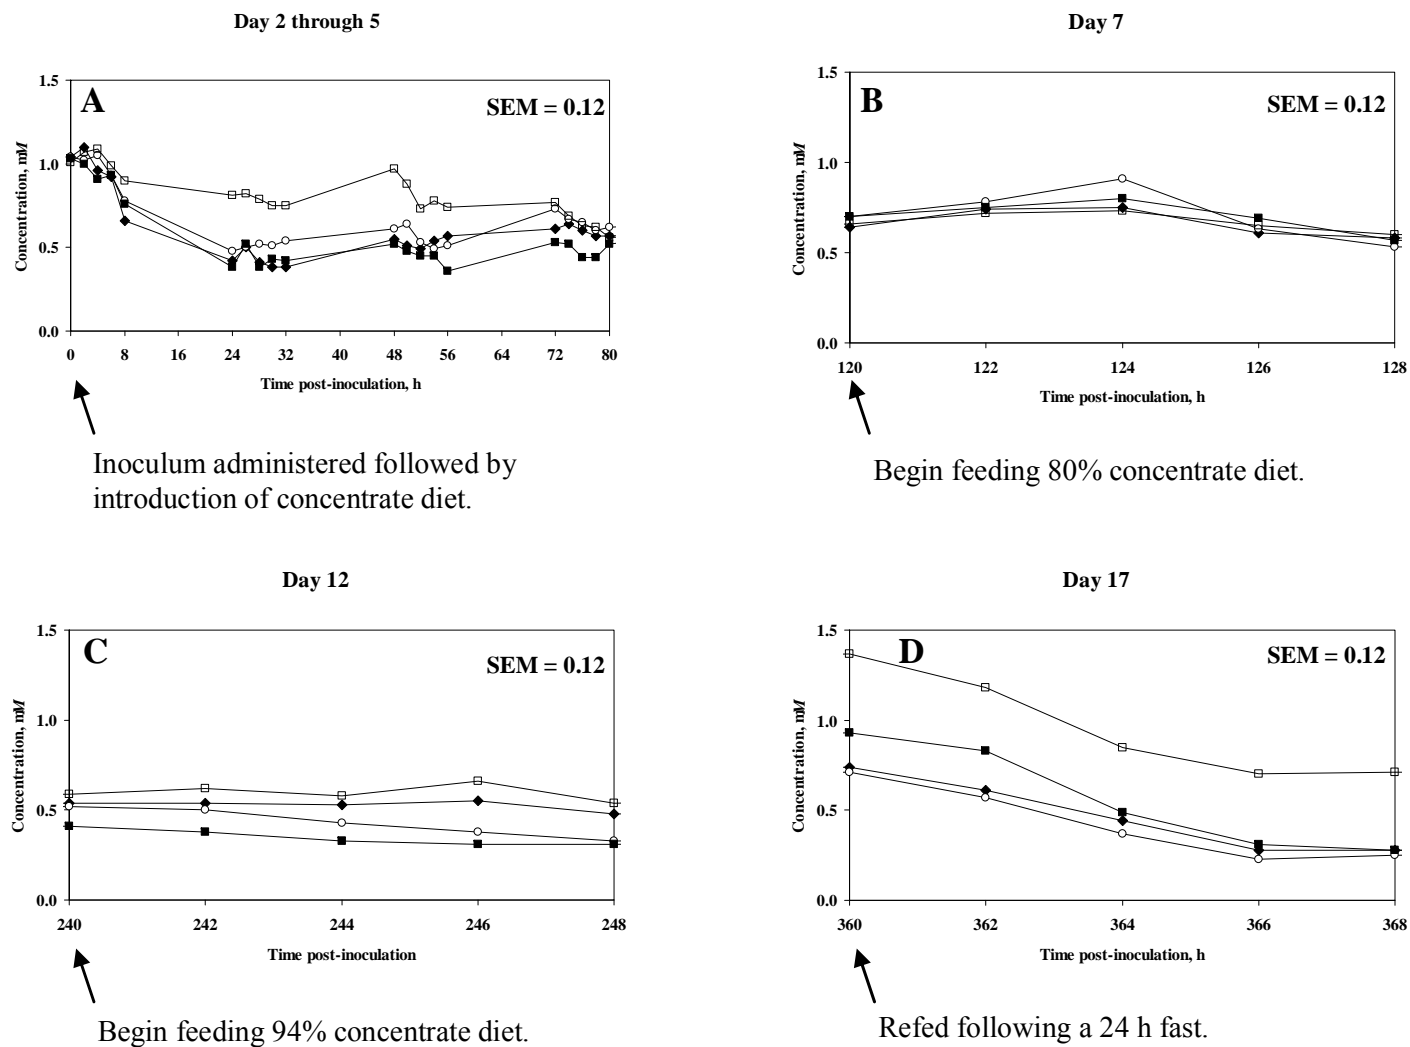 Day 2 through 5
A
SEM = 0.12
1.5
1.0
0.5
0.0
Concentration, mM
0 8 16 24 32 40 48 56 64 72 80
Time post-inoculation, h
Inoculum administered followed by
introduction of concentrate diet.
Day 7
B
SEM = 0.12
1.5
1.0
0.5
0.0
Concentration, mM
120 122 124 126 128
Time post-inoculation, h
Begin feeding 80% concentrate diet.
Day 12
C
SEM = 0.12
1.5
1.0
0.5
0.0
Concentration, mM
240 242 244 246 248
Time post-inoculation
Begin feeding 94% concentrate diet.
Day 17
D
SEM = 0.12
1.5
1.0
0.5
0.0
Concentration, mM
360 362 364 366 368
Time post-inoculation, h
Refed following a 24 h fast.